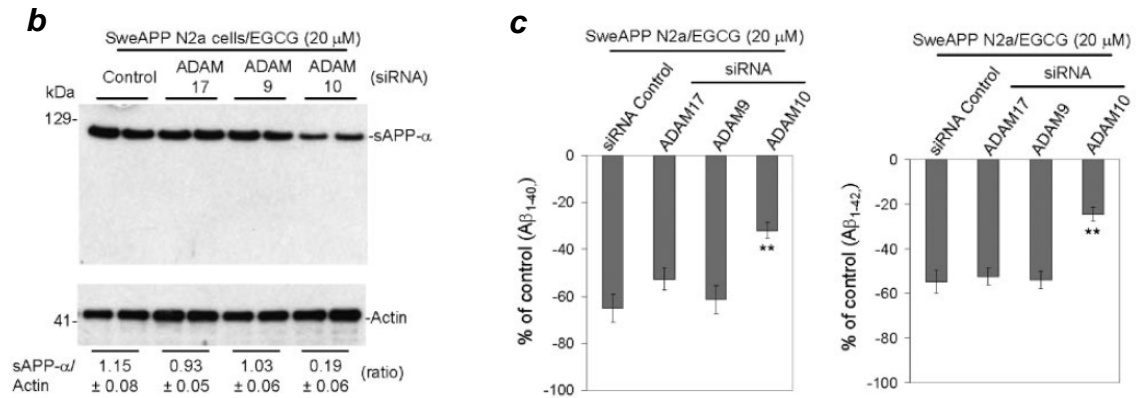 b
SweAPP N2a cells/EGCG (20 μM)
Control
ADAM
17
ADAM
9
ADAM
10
(siRNA)
kDa
129-
-sAPP-α
41-
-Actin
sAPP-α/
Actin
1.15
± 0.08
0.93
± 0.05
1.03
± 0.06
0.19
± 0.06
(ratio)
c
SweAPP N2a/EGCG (20 μM)
siRNA
siRNA Control
ADAM17
ADAM9
ADAM10
% of control (Aβ1-40,)
0
-20
-40
-60
-80
-100
**
SweAPP N2a/EGCG (20 μM)
siRNA
siRNA Control
ADAM17
ADAM9
ADAM10
% of control (Aβ1-42,)
0
-20
-40
-60
-80
-100
**